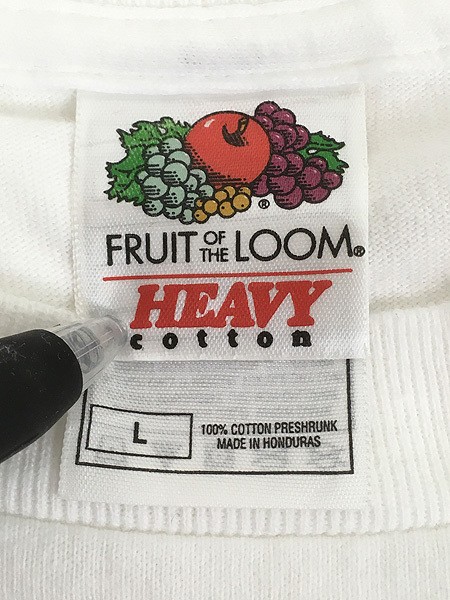 ®
FRUIT OF THE LOOM®
HEAVY
cotton
L
100% COTTON PRESHRUNK
MADE IN HONDURAS